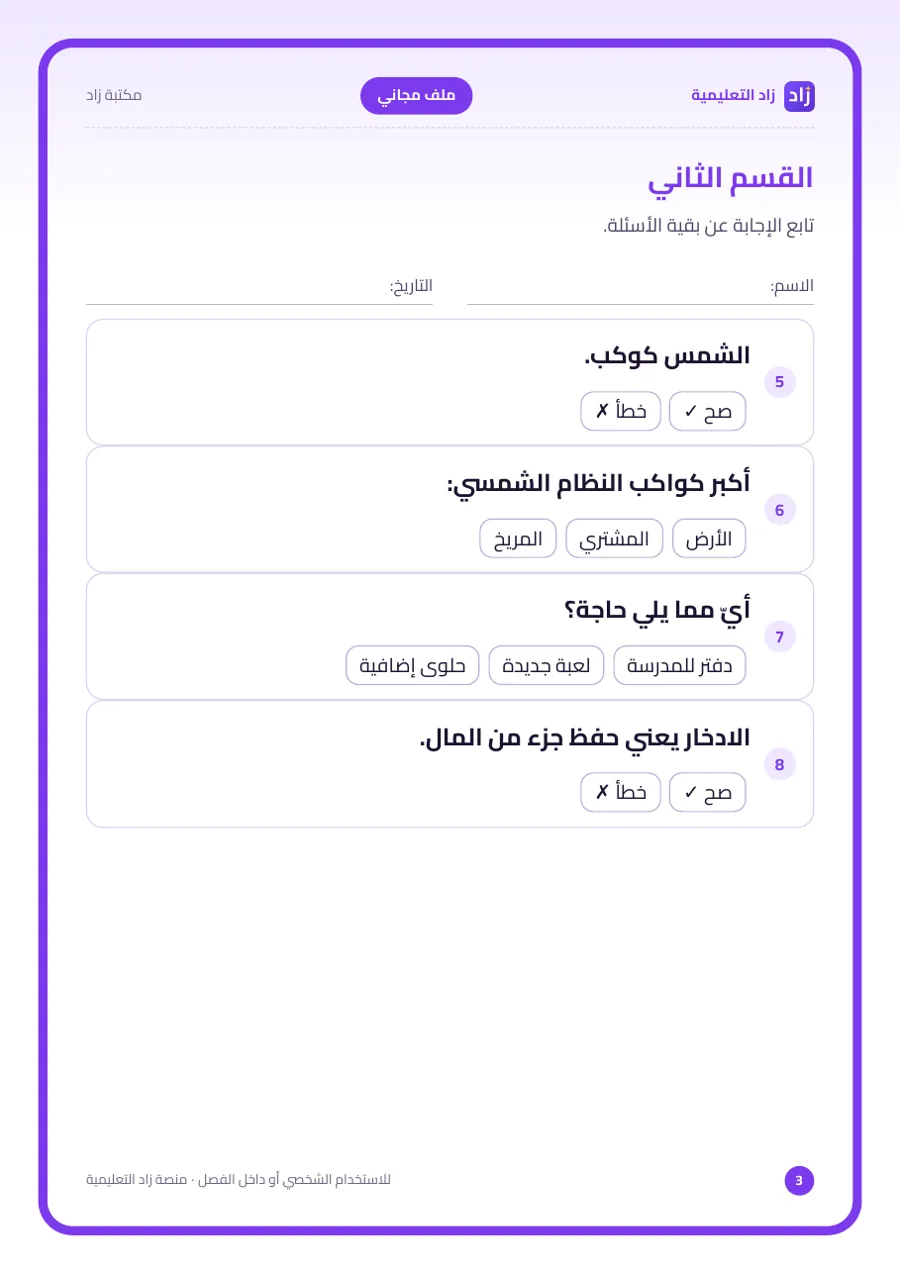 زاد زاد التعليمية
ملف مجاني
مكتبة زاد
القسم الثاني
تابع الإجابة عن بقية الأسئلة.
الاسم:
التاريخ:
5
الشمس كوكب.
صح ✓ خطأ ✗
6
أكبر كواكب النظام الشمسي:
الأرض المشتري المريخ
7
أيّ مما يلي حاجة؟
دفتر للمدرسة لعبة جديدة حلوى إضافية
8
الادخار يعني حفظ جزء من المال.
صح ✓ خطأ ✗
3
للاستخدام الشخصي أو داخل الفصل · منصة زاد التعليمية